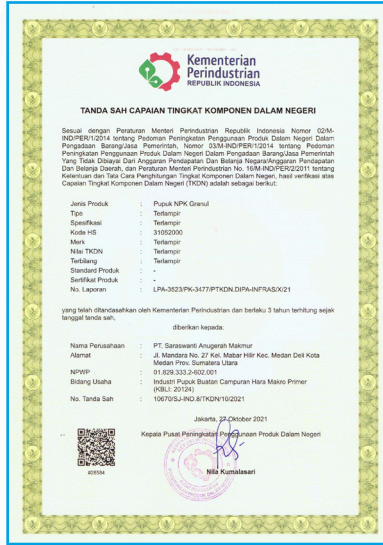 Kementerian
Perindustrian
REPUBLIK INDONESIA
TANDA SAH CAPAIAN TINGKAT KOMPONEN DALAM NEGERI
Sesuai dengan Peraturan Menteri Perindustrian Republik Indonesia Nomor 02/M-
IND/PER/1/2014 tentang Pedoman Peningkatan Penggunaan Produk Dalam Negeri Dalam
Pengadaan Barang/Jasa Pemerintah, Nomor 03/M-IND/PER/1/2014 tentang Pedoman
Peningkatan Penggunaan Produk Dalam Negeri Dalam Pengadaan Barang/Jasa Pemerintah
Yang Tidak Dibiayai Dari Anggaran Pendapatan Dan Belanja Negara/Anggaran Pendapatan
Dan Belanja Daerah, dan Peraturan Menteri Perindustrian No. 16/M-IND/PER/2/2011 tentang
Ketentuan dan Tata Cara Penghitungan Tingkat Komponen Dalam Negeri, hasil verifikasi atas
Capaian Tingkat Komponen Dalam Negeri (TKDN) adalah sebagai berikut:
Jenis Produk : Pupuk NPK Granul
Tipe : Terlampir
Spesifikasi : Terlampir
Kode HS : 31052000
Merk : Terlampir
Nilai TKDN : Terlampir
Terbilang : Terlampir
Standard Produk : -
Sertifikat Produk : -
No. Laporan : LPA-3523/PK-3477/PTKDN.DIPA-INFRAS/X/21
yang telah ditandasahkan oleh Kementerian Perindustrian dan berlaku 3 tahun terhitung sejak
tanggal tanda sah,
diberikan kepada:
Nama Perusahaan : PT. Saraswanti Anugerah Makmur
Alamat : Jl. Mandara No. 27 Kel. Mabar Hilir Kec. Medan Deli Kota
Medan Prov. Sumatera Utara
NPWP : 01.829.333.2-602.001
Bidang Usaha : Industri Pupuk Buatan Campuran Hara Makro Primer
(KBLI: 20124)
No. Tanda Sah : 10670/SJ-IND.8/TKDN/10/2021
Jakarta, 27 Oktober 2021
Kepala Pusat Peningkatan Penggunaan Produk Dalam Negeri
Nila Kumalasari